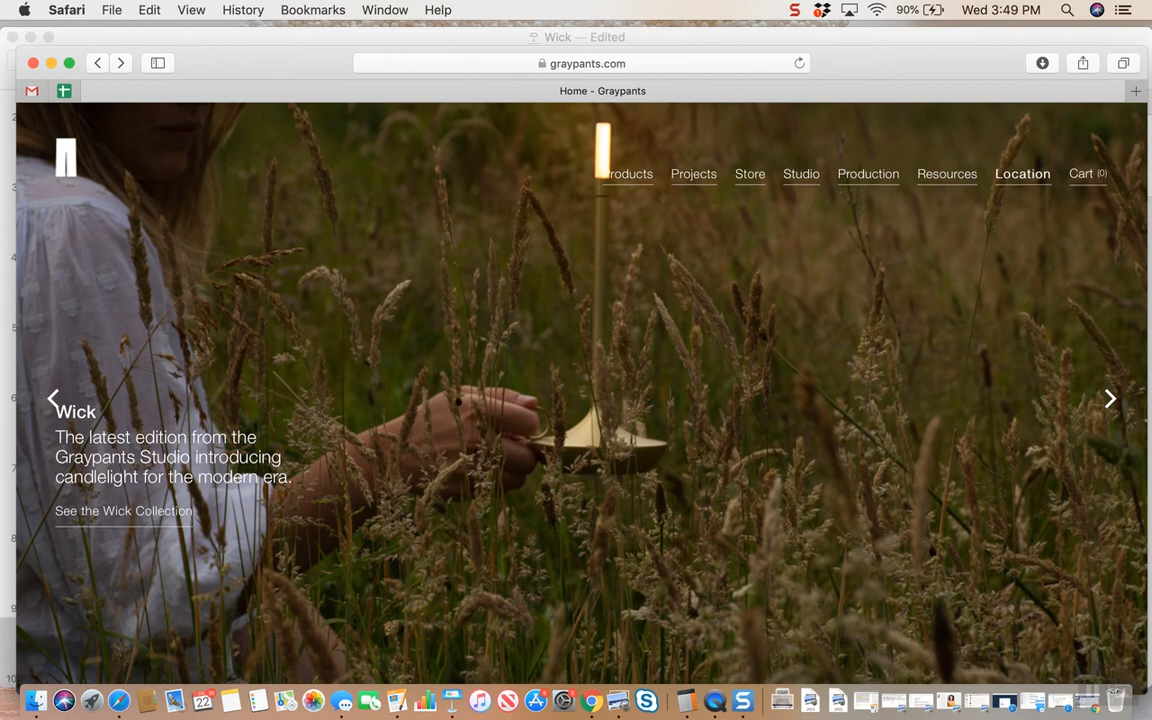 Safari File Edit View History Bookmarks Window Help 90% Wed 3:49 PM
Wick — Edited
graypants.com
Home - Graypants
roducts Projects Store Studio Production Resources Location Cart (0)
Wick
The latest edition from the
Graypants Studio introducing
candlelight for the modern era.
See the Wick Collection